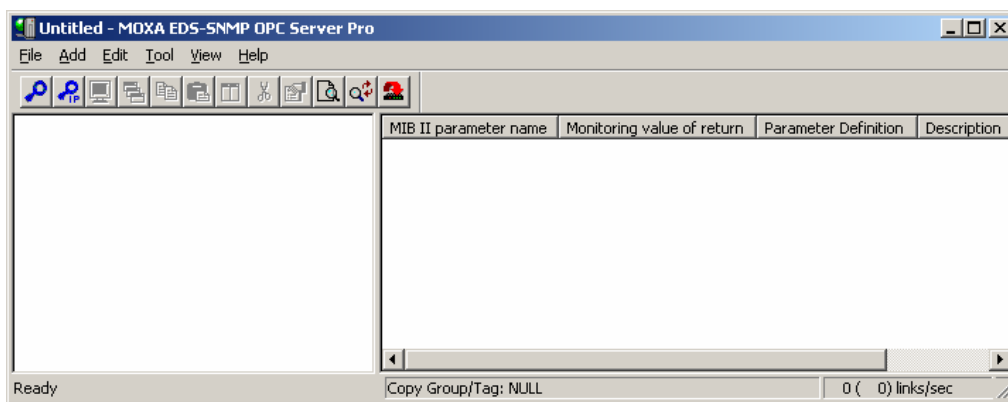 Untitled - MOXA EDS-SNMP OPC Server Pro
File Add Edit Tool View Help
IP
MIB II parameter name Monitoring value of return Parameter Definition Description
Ready Copy Group/Tag: NULL 0 ( 0) links/sec